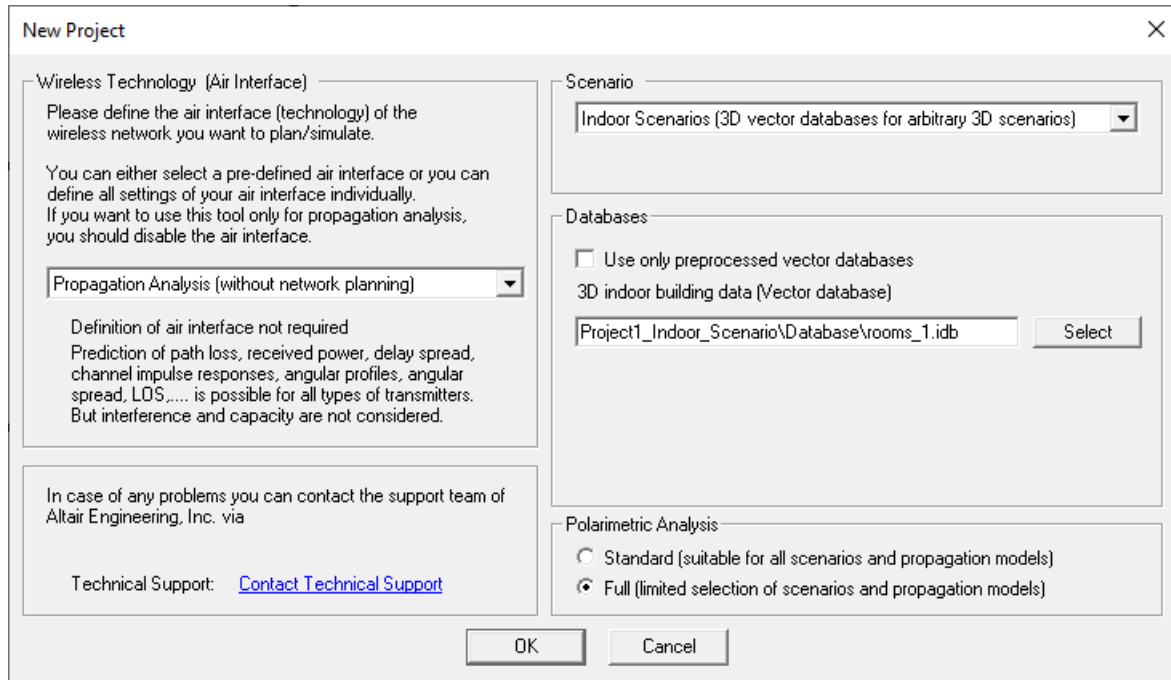 New Project
Wireless Technology (Air Interface)
Please define the air interface (technology) of the
wireless network you want to plan/simulate.
You can either select a pre-defined air interface or you can
define all settings of your air interface individually.
If you want to use this tool only for propagation analysis,
you should disable the air interface.
Propagation Analysis (without network planning)
Definition of air interface not required
Prediction of path loss, received power, delay spread,
channel impulse responses, angular profiles, angular
spread, LOS,.... is possible for all types of transmitters.
But interference and capacity are not considered.
In case of any problems you can contact the support team of
Altair Engineering, Inc. via
Technical Support: Contact Technical Support
Scenario
Indoor Scenarios (3D vector databases for arbitrary 3D scenarios)
Databases
Use only preprocessed vector databases
3D indoor building data (Vector database)
Project1_Indoor_Scenario\Database\rooms_1.idb
Select
Polarimetric Analysis
Standard (suitable for all scenarios and propagation models)
Full (limited selection of scenarios and propagation models)
OK
Cancel